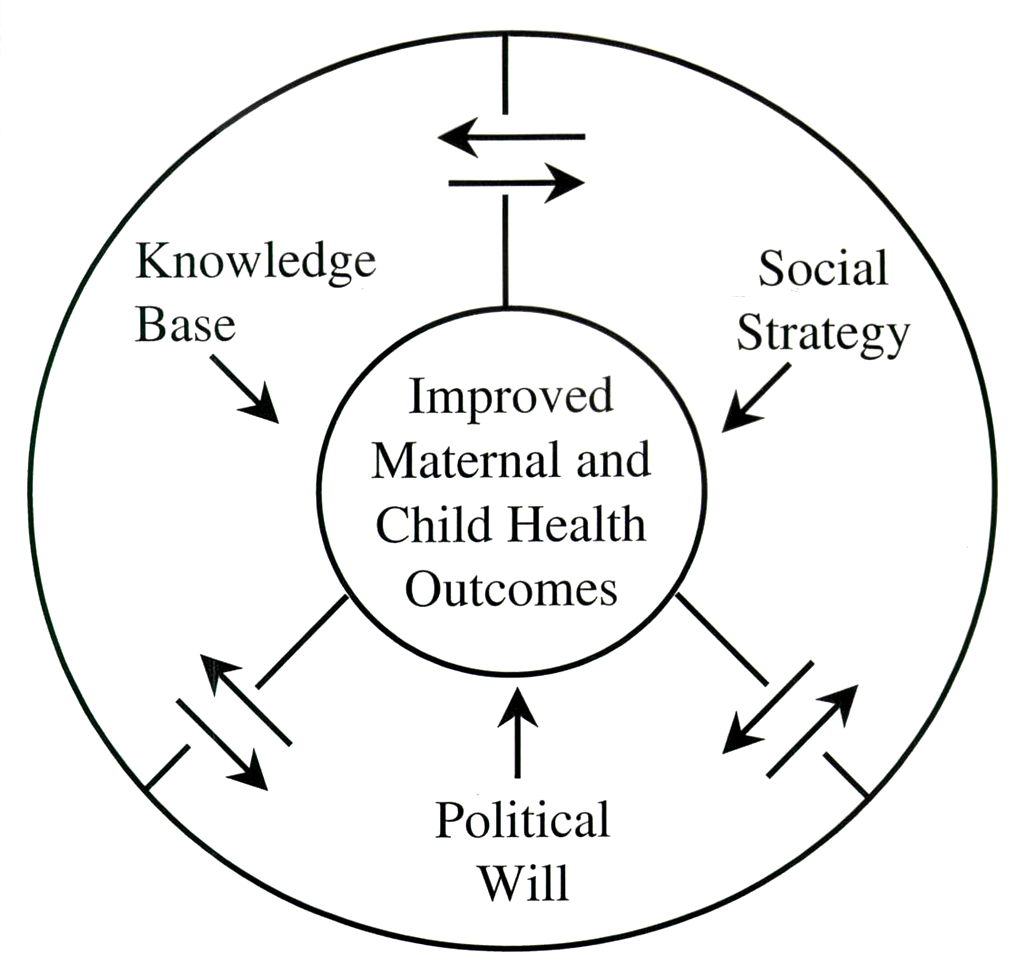 Knowledge
Base
Social
Strategy
Improved
Maternal and
Child Health
Outcomes
Political
Will